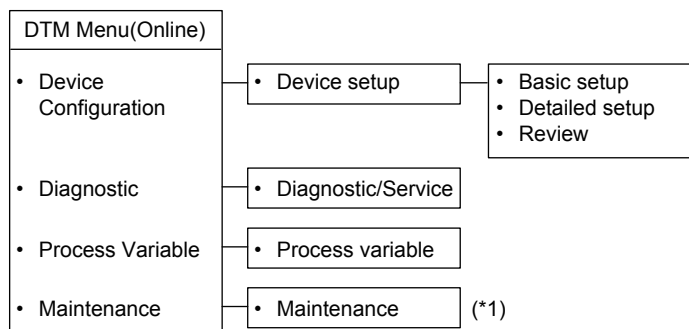 DTM Menu(Online)
• Device Configuration
• Device setup
• Basic setup
• Detailed setup
• Review
• Diagnostic
• Diagnostic/Service
• Process Variable
• Process variable
• Maintenance
• Maintenance
(*1)